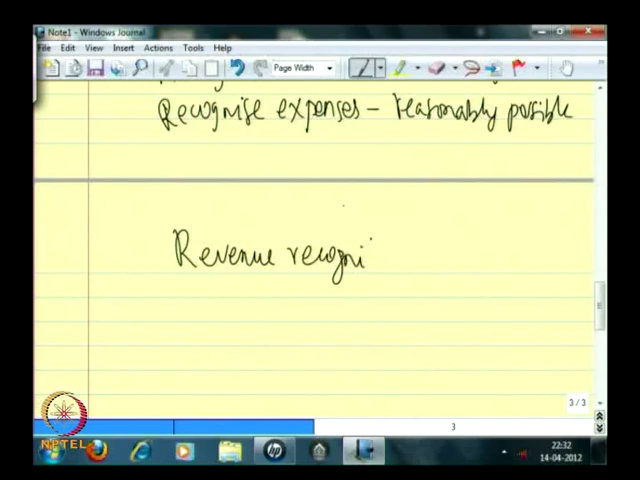 Note1 - Windows Journal
File Edit View Insert Actions Tools Help
Page Width
Recognise expenses - reasonably possible
Revenue recogni
3 / 3
3
NPTEL
hp
22:32
14-04-2012